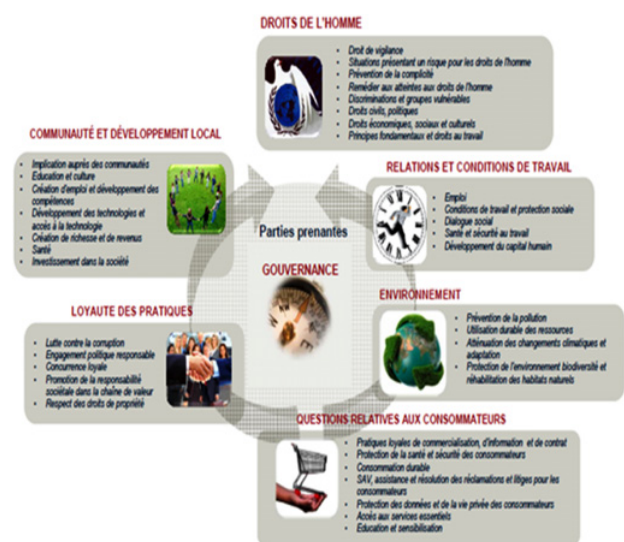 DROITS DE L'HOMME
Droit de vigilance
Situations présentant un risque pour les droits de l'homme
Prévention de la complicité
Remédier aux atteintes aux droits de l'homme
Discriminations et groupes vulnérables
Droits civils, politiques
Droits économiques, sociaux et culturels
Principes fondamentaux et droits au travail
COMMUNAUTÉ ET DÉVELOPPEMENT LOCAL
Implication auprès des communautés
Education et culture
Création d'emploi et développement des
compétences
Développement des technologies et
accès à la technologie
Création de richesse et de revenus
Santé
Investissement dans la société
RELATIONS ET CONDITIONS DE TRAVAIL
Emploi
Conditions de travail et protection sociale
Dialogue social
Santé et sécurité au travail
Développement du capital humain
Parties prenantes
GOUVERNANCE
ENVIRONNEMENT
Prévention de la pollution
Utilisation durable des ressources
Atténuation des changements climatiques et
adaptation
Protection de l'environnement biodiversité et
réhabilitation des habitats naturels
LOYAUTE DES PRATIQUES
Lutte contre la corruption
Engagement politique responsable
Concurrence loyale
Promotion de la responsabilité
sociétale dans la chaîne de valeur
Respect des droits de propriété
QUESTIONS RELATIVES AUX CONSOMMATEURS
Pratiques loyales de commercialisation, d'information et de contrat
Protection de la santé et sécurité des consommateurs
Consommation durable
SAV, assistance et résolution des réclamations et litiges pour les
consommateurs
Protection des données et de la vie privée des consommateurs
Accès aux services essentiels
Education et sensibilisation